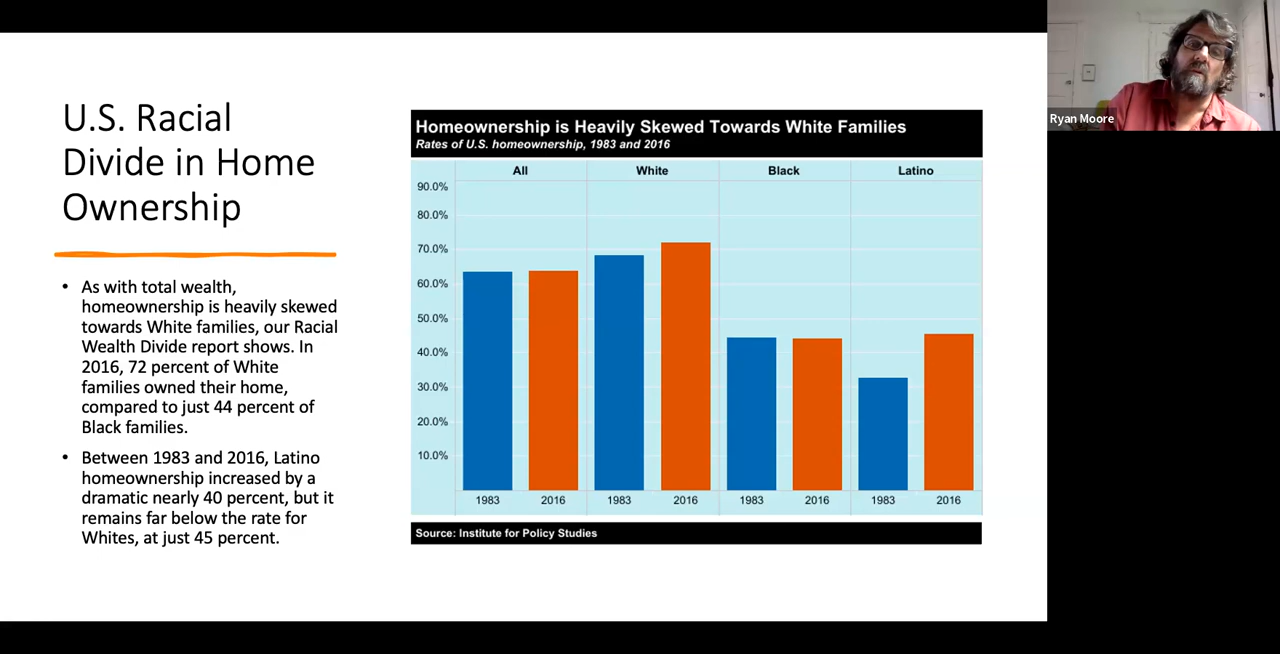 U.S. Racial
Divide in Home
Ownership
• As with total wealth,
homeownership is heavily skewed
towards White families, our Racial
Wealth Divide report shows. In
2016, 72 percent of White
families owned their home,
compared to just 44 percent of
Black families.
• Between 1983 and 2016, Latino
homeownership increased by a
dramatic nearly 40 percent, but it
remains far below the rate for
Whites, at just 45 percent.
Homeownership is Heavily Skewed Towards White Families
Rates of U.S. homeownership, 1983 and 2016
All White Black Latino
90.0%
80.0%
70.0%
60.0%
50.0%
40.0%
30.0%
20.0%
10.0%
1983 2016 1983 2016 1983 2016 1983 2016
Source: Institute for Policy Studies
Ryan Moore